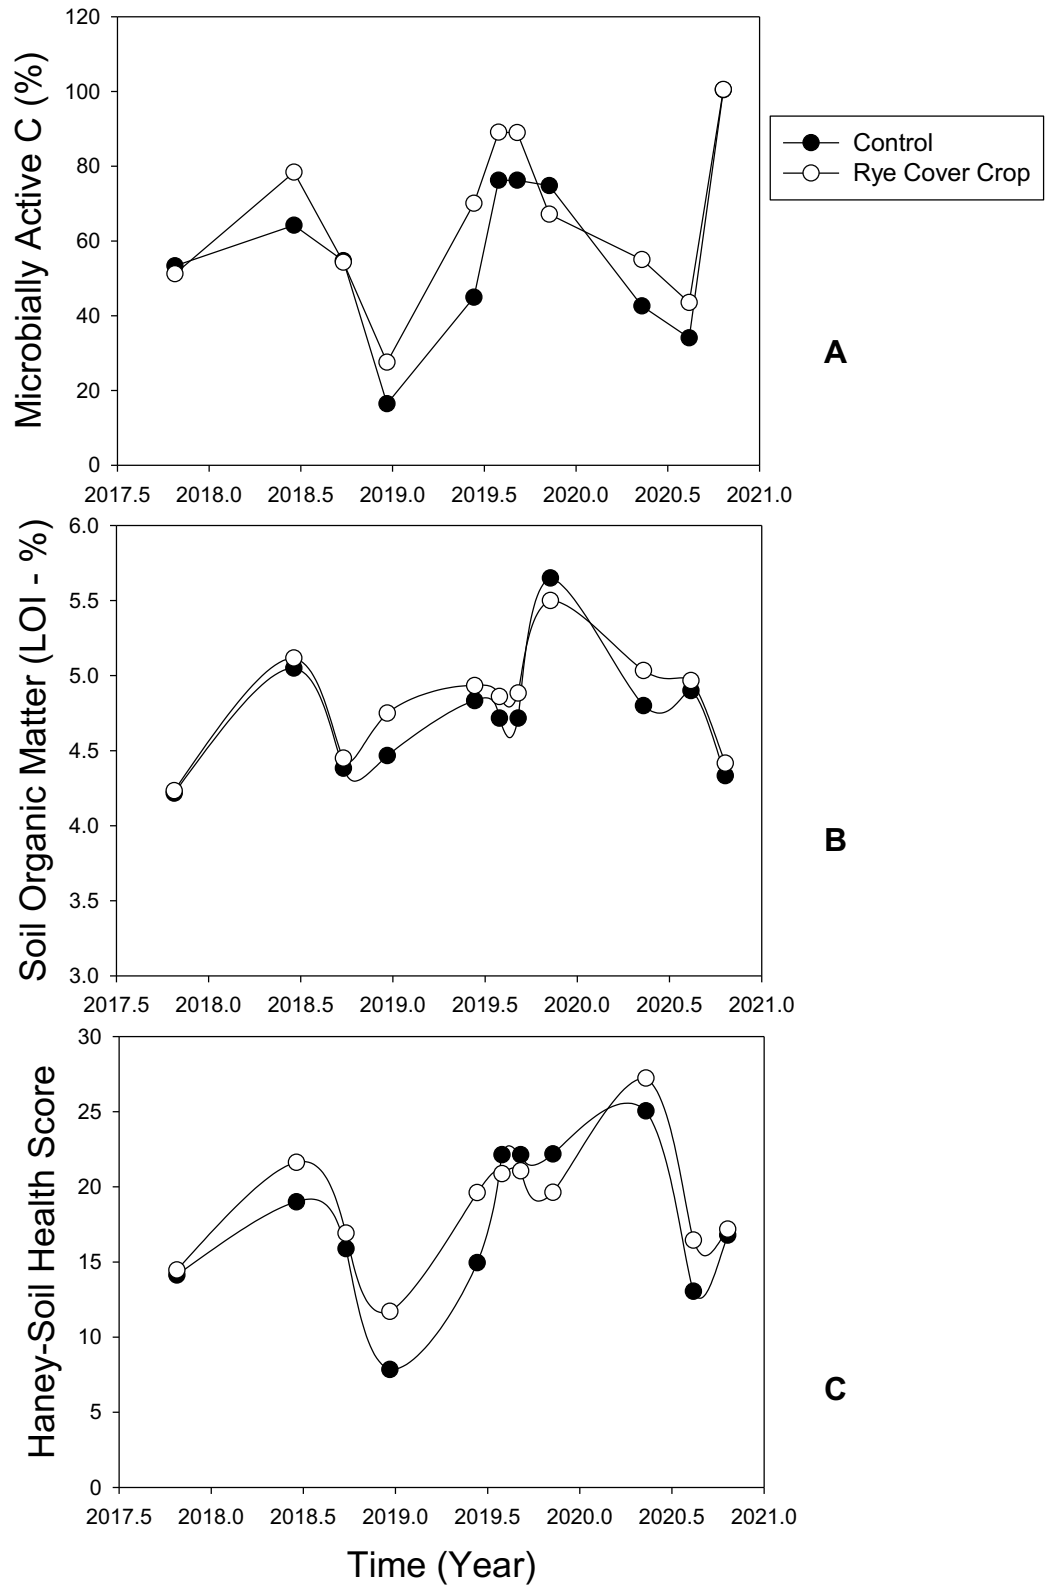 120
100
80
60
40
20
0
Microbially Active C (%)
2017.5 2018.0 2018.5 2019.0 2019.5 2020.0 2020.5 2021.0
Control
Rye Cover Crop
A
6.0
5.5
5.0
4.5
4.0
3.5
3.0
Soil Organic Matter (LOI - %)
2017.5 2018.0 2018.5 2019.0 2019.5 2020.0 2020.5 2021.0
B
30
25
20
15
10
5
0
Haney-Soil Health Score
2017.5 2018.0 2018.5 2019.0 2019.5 2020.0 2020.5 2021.0
C
Time (Year)